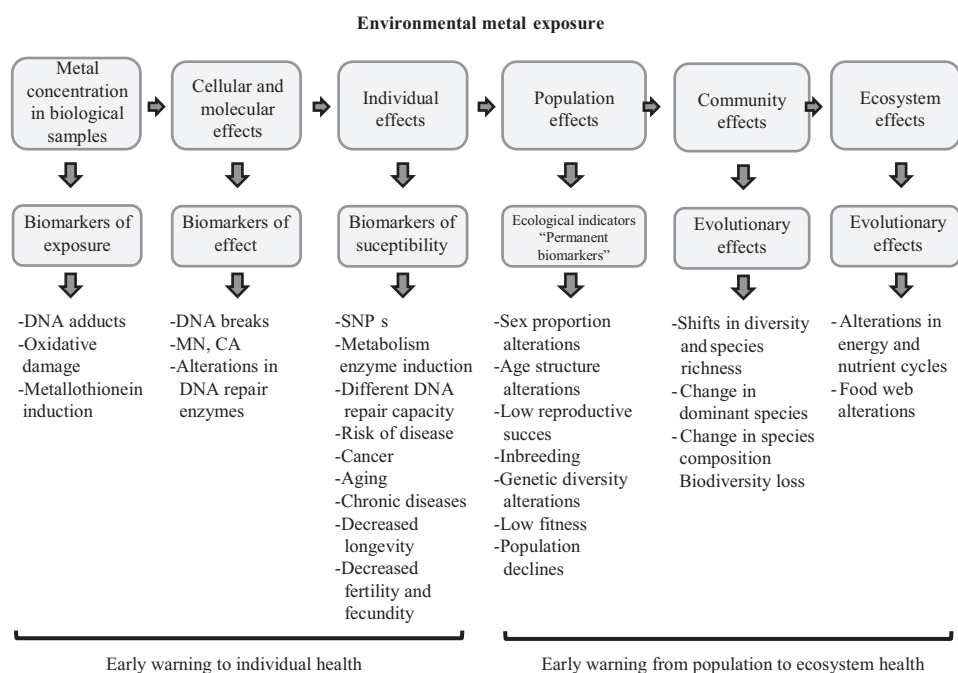 Environmental metal exposure
Metal
concentration
in biological
samples
Cellular and
molecular effects
Individual
effects
Population
effects
Community
effects
Ecosystem
effects
Biomarkers of
exposure
Biomarkers of
effect
Biomarkers of
suceptibility
Ecological indicators
“Permanent
biomarkers”
Evolutionary
effects
Evolutionary
effects
-DNA adducts
-Oxidative
damage
-Metallothionein
induction
-DNA breaks
-MN, CA
-Alterations in
DNA repair
enzymes
-SNP s
-Metabolism
enzyme induction
-Different DNA
repair capacity
-Risk of disease
-Cancer
-Aging
-Chronic diseases
-Decreased
longevity
-Decreased
fertility and
fecundity
-Sex proportion
alterations
-Age structure
alterations
-Low reproductive
succes
-Inbreeding
-Genetic diversity
alterations
-Low fitness
-Population
declines
-Shifts in diversity
and species
richness
-Change in
dominant species
-Change in species
composition
Biodiversity loss
-Alterations in
energy and
nutrient cycles
-Food web
alterations
Early warning to individual health
Early warning from population to ecosystem health